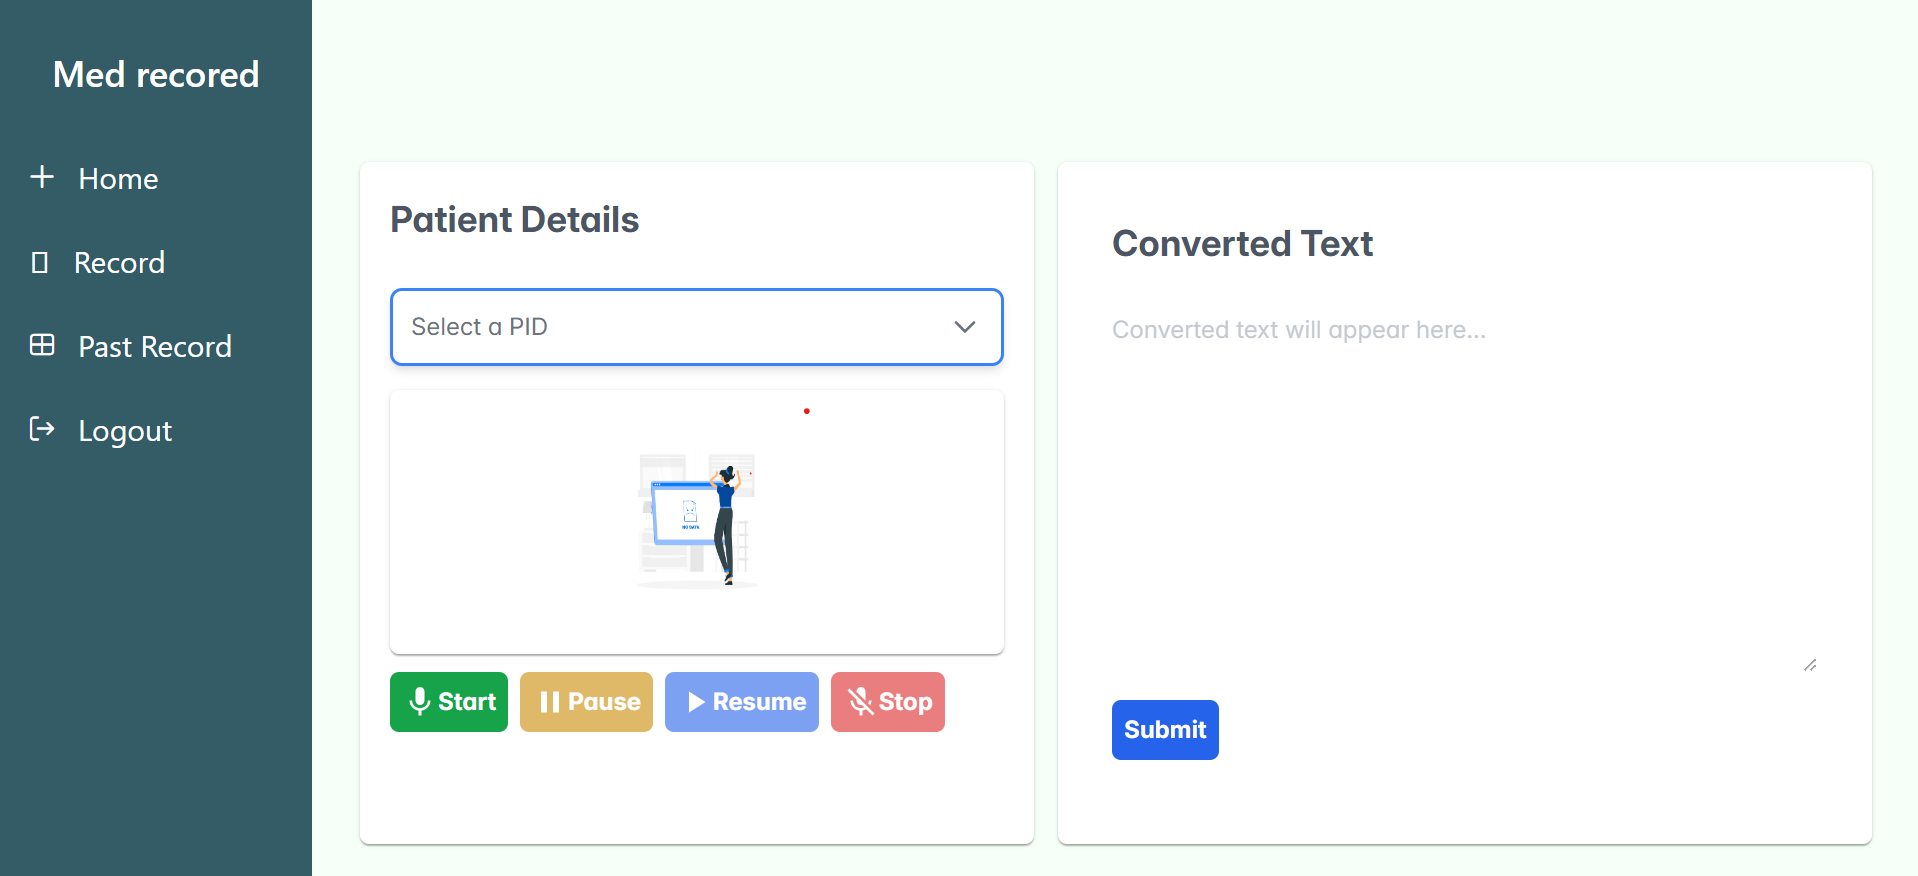 Med recored
Home
Record
Past Record
Logout
Patient Details
Select a PID
NO DATA
Start
Pause
Resume
Stop
Converted Text
Converted text will appear here...
Submit